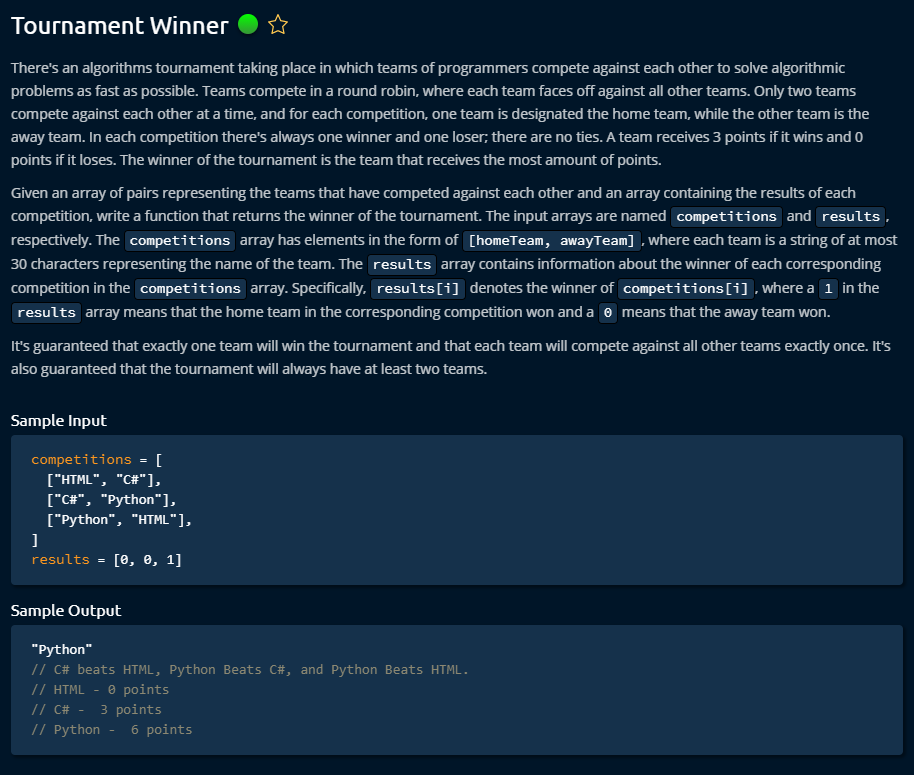 Tournament Winner
There's an algorithms tournament taking place in which teams of programmers compete against each other to solve algorithmic
problems as fast as possible. Teams compete in a round robin, where each team faces off against all other teams. Only two teams
compete against each other at a time, and for each competition, one team is designated the home team, while the other team is the
away team. In each competition there's always one winner and one loser; there are no ties. A team receives 3 points if it wins and 0
points if it loses. The winner of the tournament is the team that receives the most amount of points.
Given an array of pairs representing the teams that have competed against each other and an array containing the results of each
competition, write a function that returns the winner of the tournament. The input arrays are named competitions and results,
respectively. The competitions array has elements in the form of [homeTeam, awayTeam], where each team is a string of at most
30 characters representing the name of the team. The results array contains information about the winner of each corresponding
competition in the competitions array. Specifically, results[i] denotes the winner of competitions[i], where a 1 in the
results array means that the home team in the corresponding competition won and a 0 means that the away team won.
It's guaranteed that exactly one team will win the tournament and that each team will compete against all other teams exactly once. It's
also guaranteed that the tournament will always have at least two teams.
Sample Input
competitions = [
  ["HTML", "C#"],
  ["C#", "Python"],
  ["Python", "HTML"],
]
results = [0, 0, 1]
Sample Output
"Python"
// C# beats HTML, Python Beats C#, and Python Beats HTML.
// HTML - 0 points
// C# -  3 points
// Python -  6 points